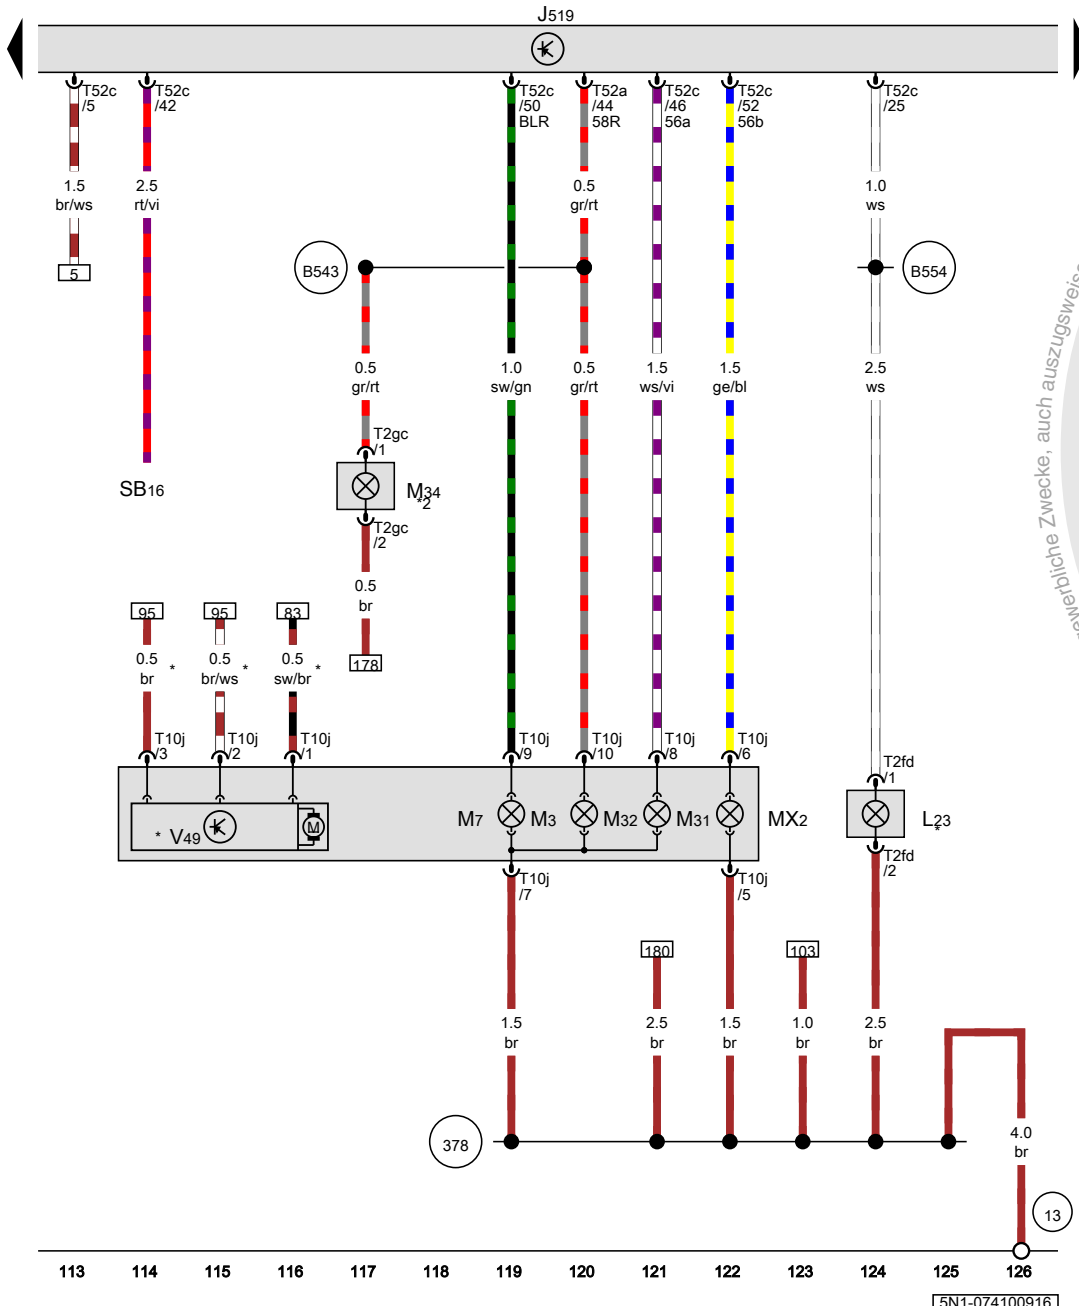 J519
T52c
/5
T52c
/42
T52c
/50
BLR
T52a
/44
58R
T52c
/46
56a
T52c
/52
56b
T52c
/25
1.5
br/ws
2.5
rt/vi
0.5
gr/rt
1.0
ws
5
B543
B554
0.5
gr/rt
1.0
sw/gn
0.5
gr/rt
1.5
ws/vi
1.5
ge/bl
2.5
ws
T2gc
/1
SB16
M34
*2
T2gc
/2
0.5
br
178
95
95
83
0.5
br
*
0.5
br/ws
*
0.5
sw/br
*
T10j
/3
T10j
/2
T10j
/1
T10j
/9
T10j
/10
T10j
/8
T10j
/6
T2fd
/1
* V49
M
M7
M3
M32
M31
MX2
L23
*
T10j
/7
T10j
/5
T2fd
/2
180
103
1.5
br
2.5
br
1.5
br
1.0
br
2.5
br
4.0
br
378
13
113 114 115 116 117 118 119 120 121 122 123 124 125 126
5N1-074100916
ewerbliche Zwecke, auch auszugsweise